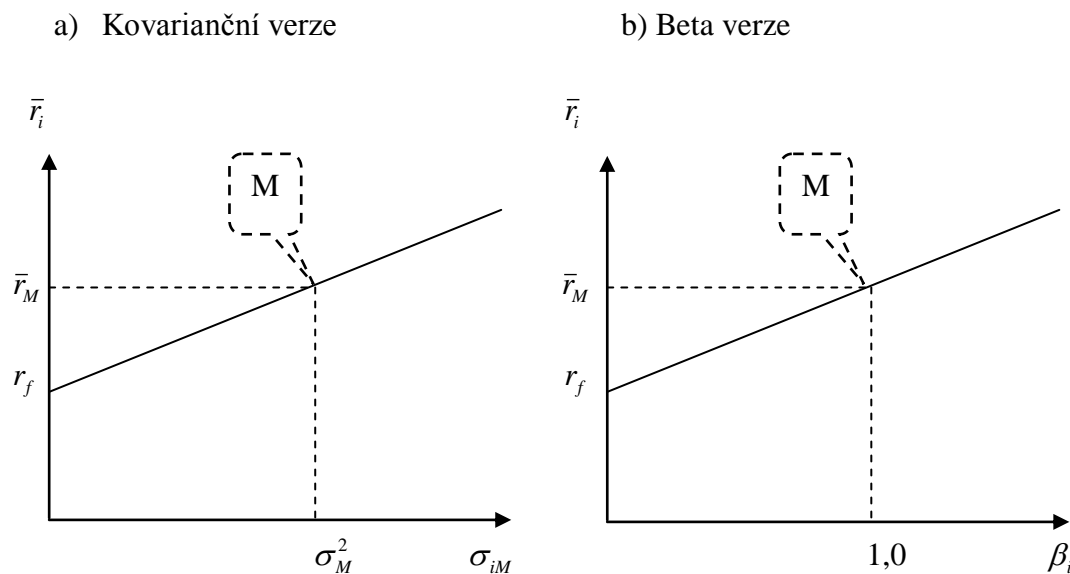 a) Kovarianční verze
b) Beta verze
r̄ᵢ
M
r̄_M
r_f
σ²_M
σ_iM
r̄ᵢ
M
r̄_M
r_f
1,0
βᵢ